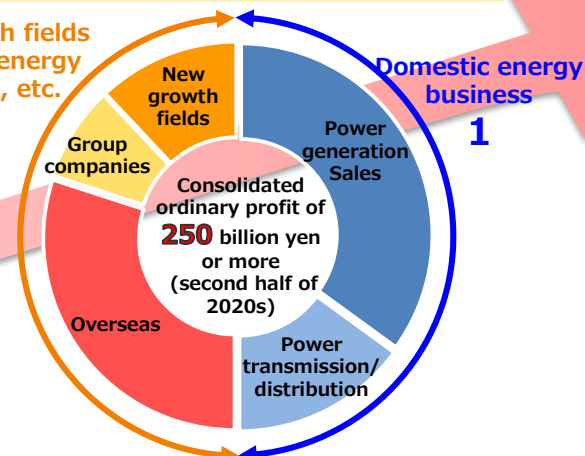 h fields
energy
, etc.
Domestic energy
business
1
New
growth
fields
Group
companies
Power
generation
Sales
Consolidated
ordinary profit of
250 billion yen
or more
(second half of
2020s)
Overseas
Power
transmission/
distribution